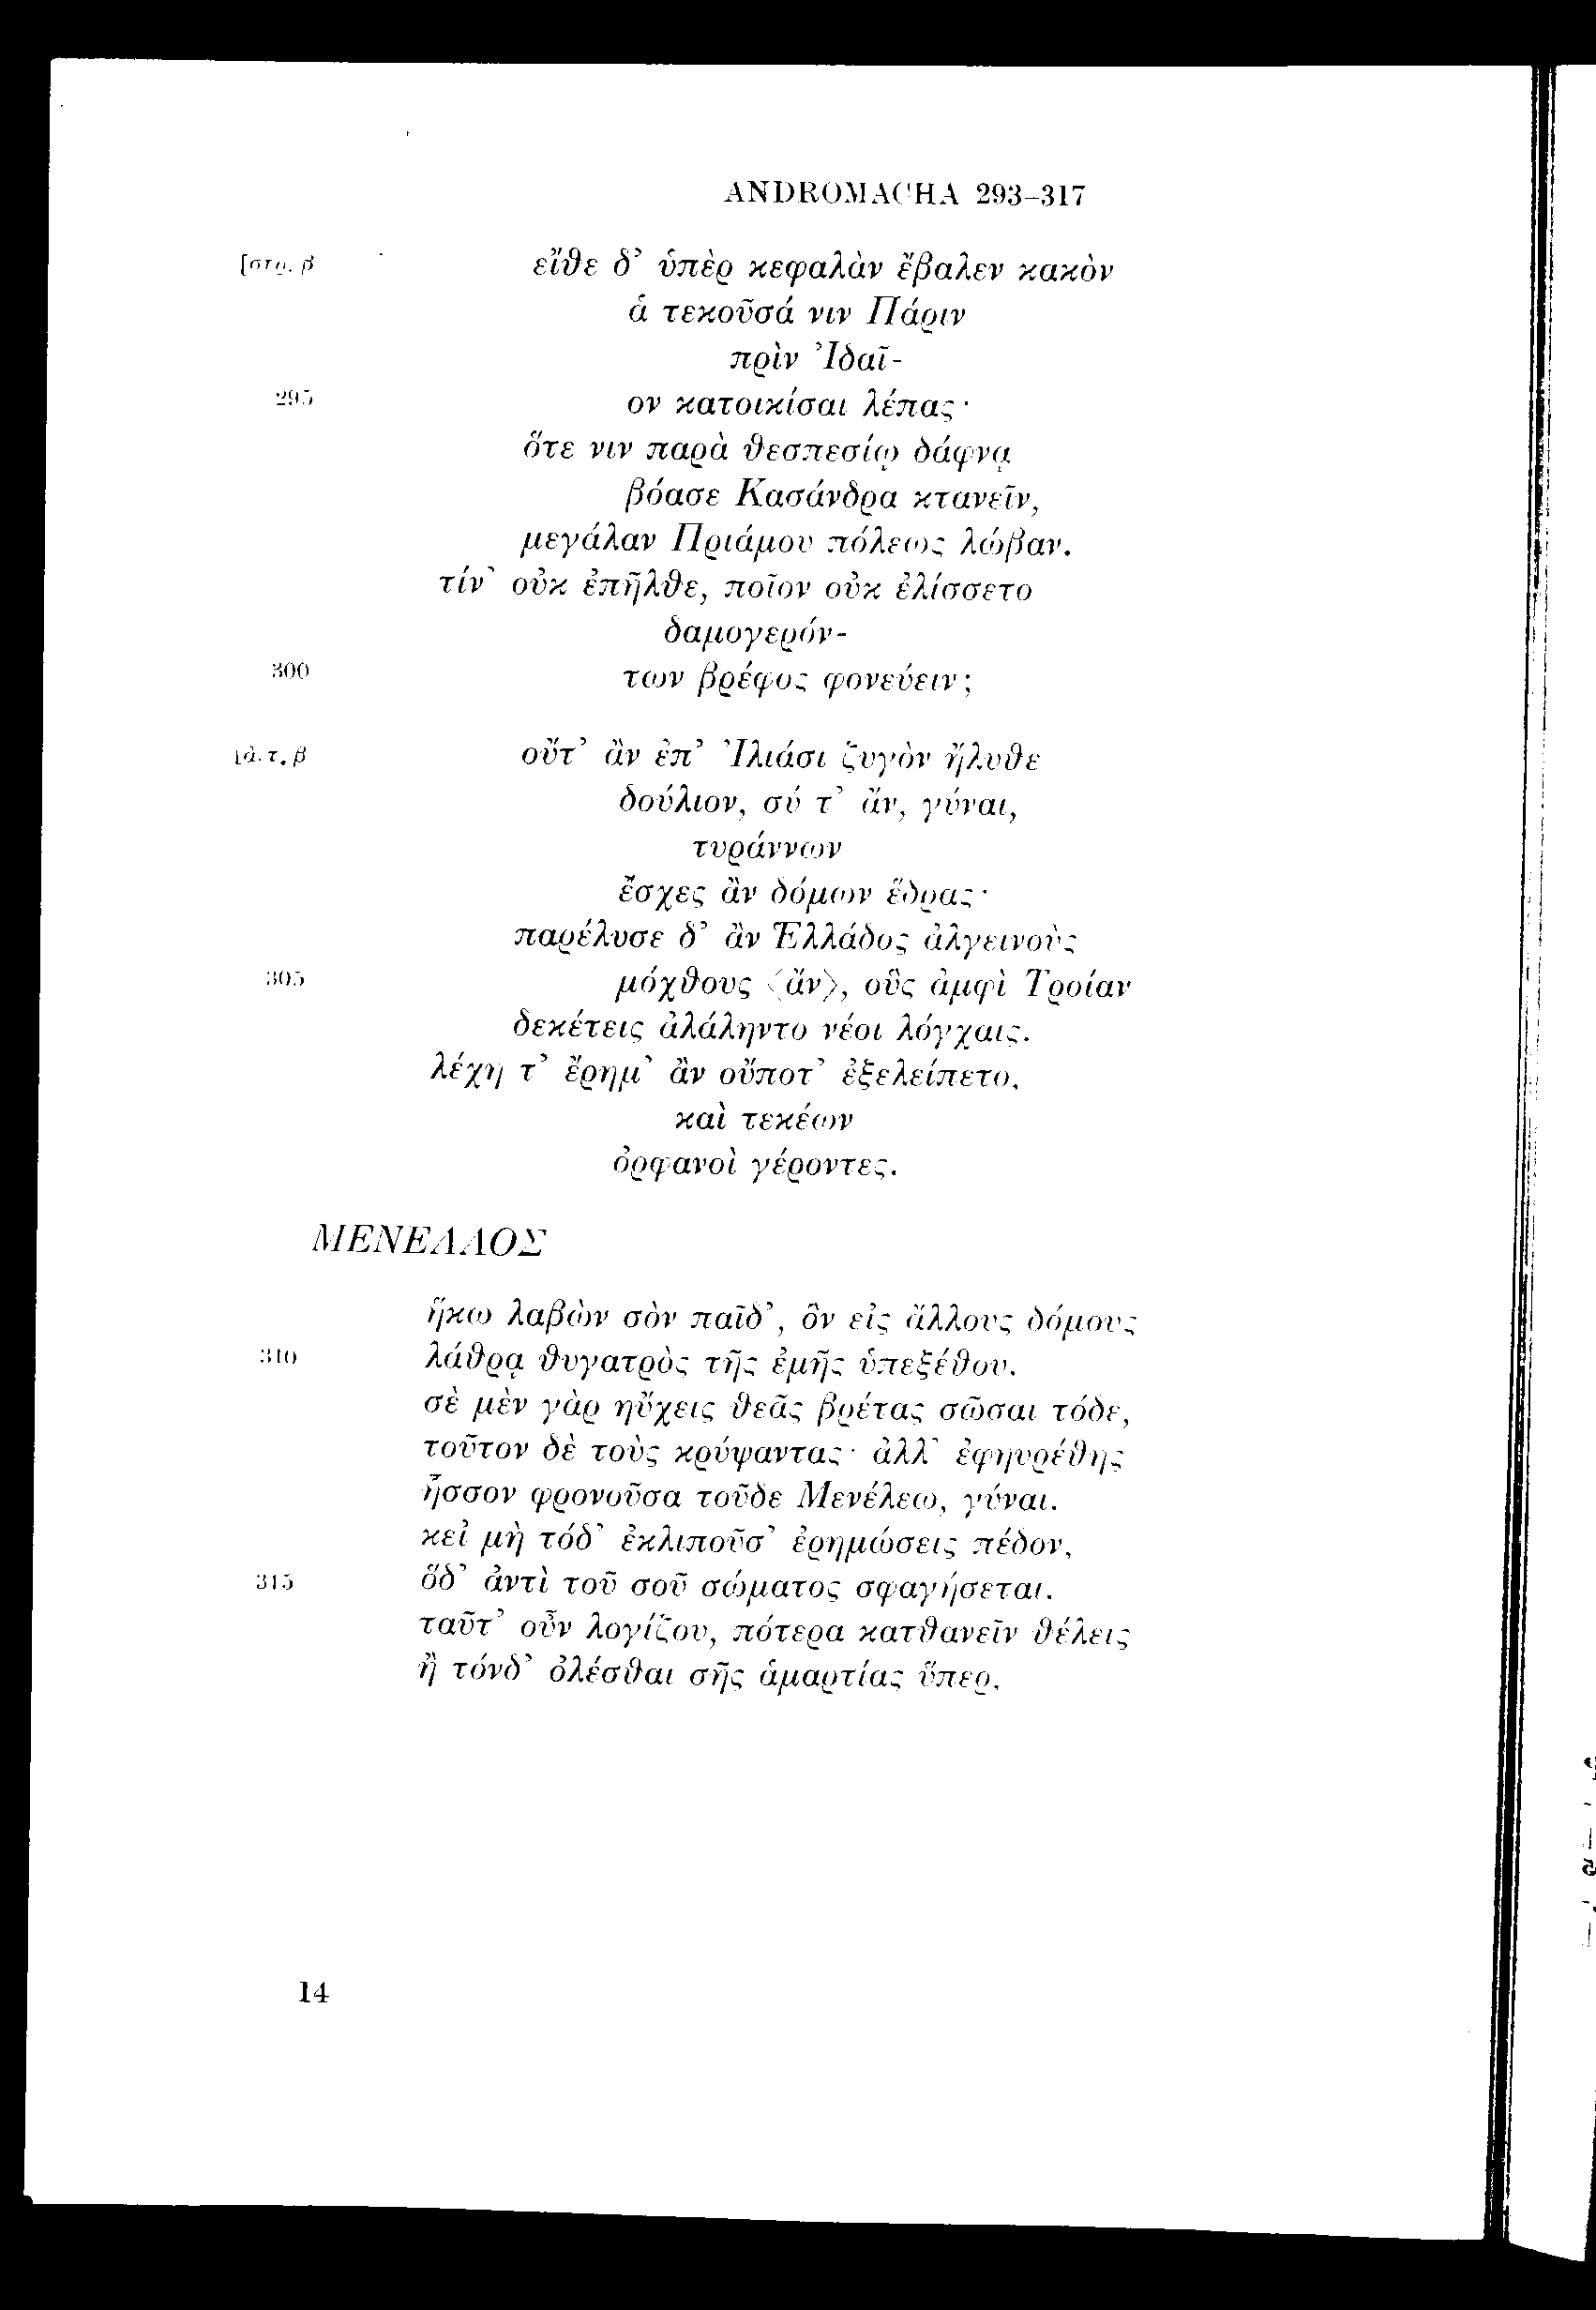 ANDROMACHA 293-317
[στρ. β εἴθε δ’ ὑπὲρ κεφαλὰν ἔβαλεν κακὸν
ἁ τεκοῦσά νιν Πάριν
πρὶν Ἰδαῖ-
295 ον κατοικίσαι λέπας·
ὅτε νιν παρὰ θεσπεσίῳ δάφνᾳ
βόασε Κασάνδρα κτανεῖν,
μεγάλαν Πριάμου πόλεως λώβαν.
τίν’ οὐκ ἐπῆλθε, ποῖον οὐκ ἐλίσσετο
δαμογερόν-
300 των βρέφος φονεύειν;
[ἀ.τ. β οὔτ’ ἂν ἐπ’ Ἰλιάσι ζυγὸν ἤλυθε
δούλιον, σύ τ’ ἄν, γύναι,
τυράννων
ἔσχες ἂν δόμων ἕδρας·
παρέλυσε δ’ ἂν Ἑλλάδος ἀλγεινοὺς
305 μόχθους ⟨ἄν⟩, οὓς ἀμφὶ Τροίαν
δεκέτεις ἀλάληντο νέοι λόγχαις.
λέχη τ’ ἔρημ’ ἂν οὔποτ’ ἐξελείπετο,
καὶ τεκέων
ὀρφανοὶ γέροντες.
ΜΕΝΕΛΑΟΣ
ἥκω λαβὼν σὸν παῖδ’, ὃν εἰς ἄλλους δόμους
310 λάθρᾳ θυγατρὸς τῆς ἐμῆς ὑπεξέθου.
σὲ μὲν γὰρ ηὔχεις θεᾶς βρέτας σῶσαι τόδε,
τοῦτον δὲ τοὺς κρύψαντας· ἀλλ’ ἐφηυρέθης
ἧσσον φρονοῦσα τοῦδε Μενέλεω, γύναι.
κεἰ μὴ τόδ’ ἐκλιποῦσ’ ἐρημώσεις πέδον,
315 ὅδ’ ἀντὶ τοῦ σοῦ σώματος σφαγήσεται.
ταῦτ’ οὖν λογίζου, πότερα κατθανεῖν θέλεις
ἢ τόνδ’ ὀλέσθαι σῆς ἁμαρτίας ὕπερ,
14